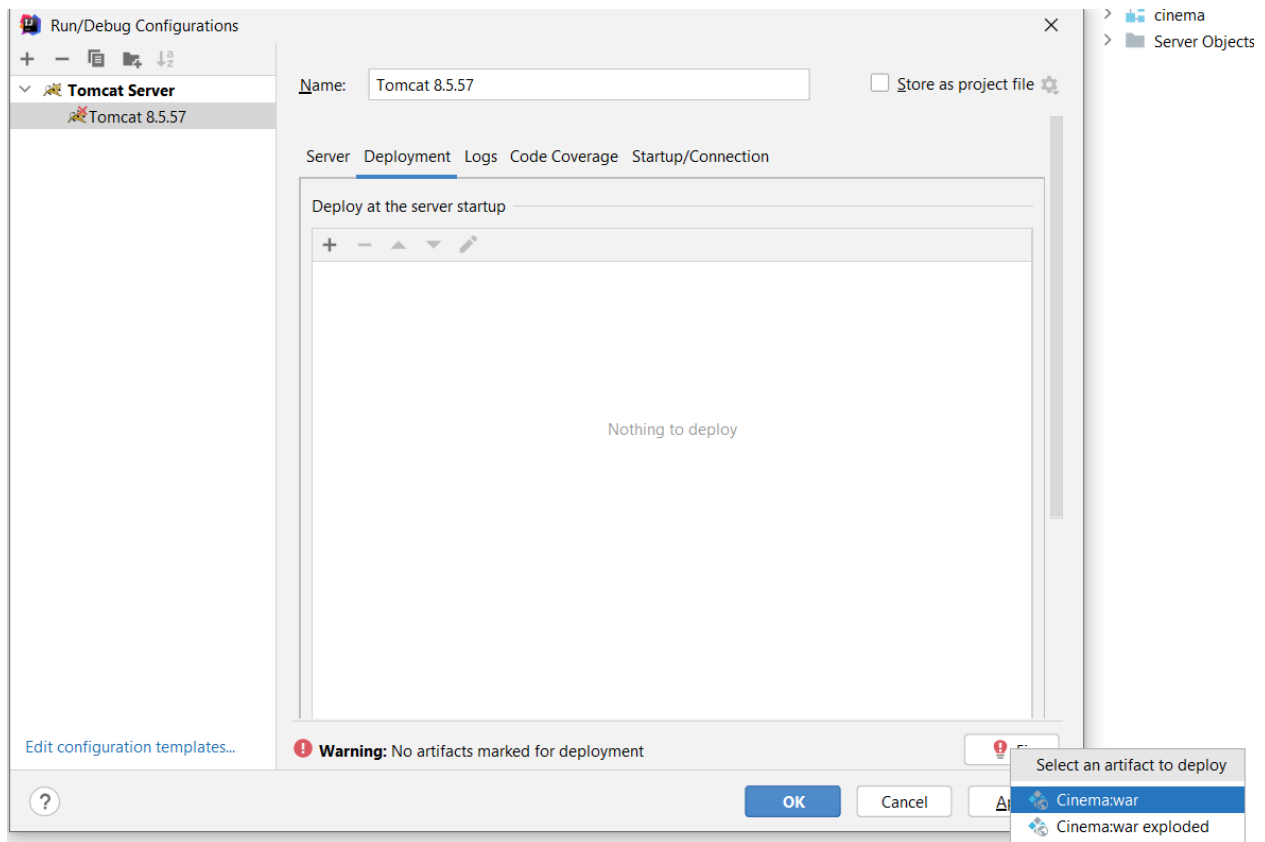 Run/Debug Configurations
cinema
Server Objects
Tomcat Server
Tomcat 8.5.57
Name:
Tomcat 8.5.57
Store as project file
Server Deployment Logs Code Coverage Startup/Connection
Deploy at the server startup
Nothing to deploy
Edit configuration templates...
Warning: No artifacts marked for deployment
Select an artifact to deploy
Cinema:war
Cinema:war exploded
?
OK
Cancel